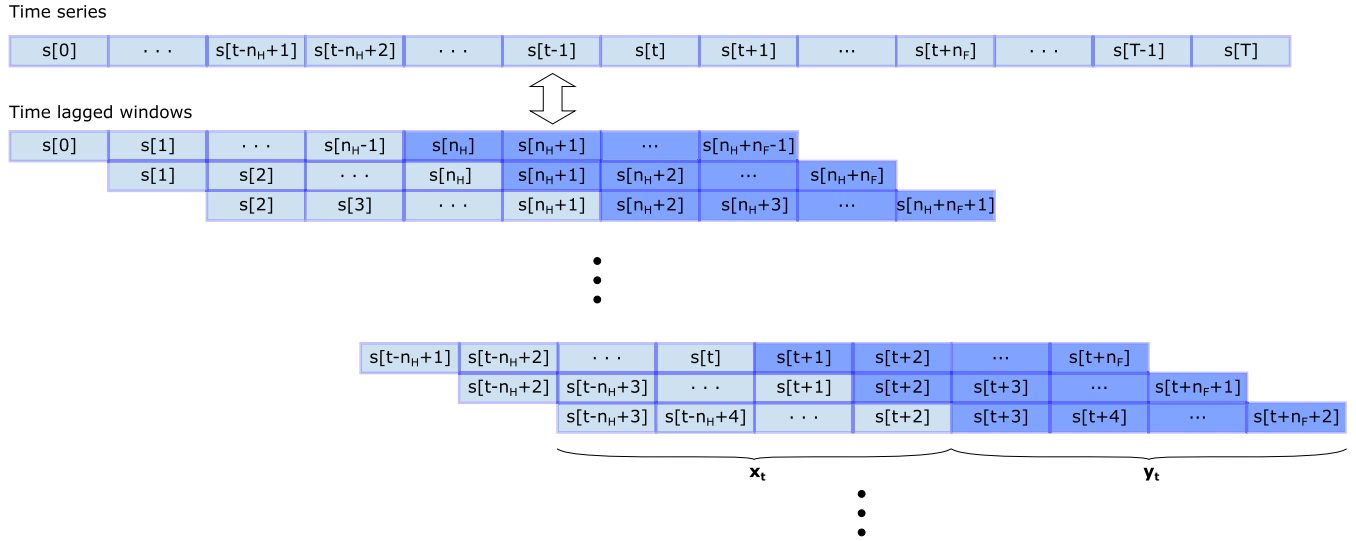 Time series
s[0] · · · s[t-n_H+1] s[t-n_H+2] · · · s[t-1] s[t] s[t+1] ··· s[t+n_F] · · · s[T-1] s[T]
Time lagged windows
s[0] s[1] · · · s[n_H-1] s[n_H] s[n_H+1] ··· s[n_H+n_F-1]
s[1] s[2] · · · s[n_H] s[n_H+1] s[n_H+2] ··· s[n_H+n_F]
s[2] s[3] · · · s[n_H+1] s[n_H+2] s[n_H+3] ··· s[n_H+n_F+1]
s[t-n_H+1] s[t-n_H+2] · · · s[t] s[t+1] s[t+2] ··· s[t+n_F]
s[t-n_H+2] s[t-n_H+3] · · · s[t+1] s[t+2] s[t+3] ··· s[t+n_F+1]
s[t-n_H+3] s[t-n_H+4] · · · s[t+2] s[t+3] s[t+4] ··· s[t+n_F+2]
x_t y_t